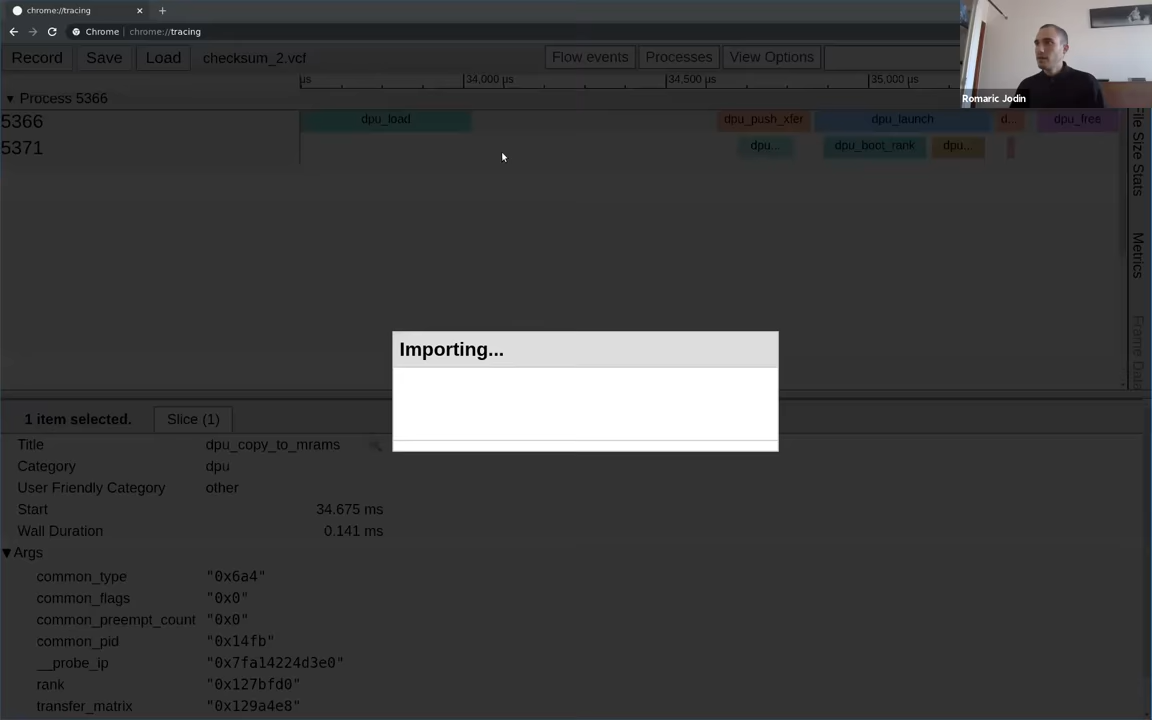 chrome://tracing × +
Chrome | chrome://tracing
Record Save Load checksum_2.vcf Flow events Processes View Options
µs 34,000 µs 34,500 µs 35,000 µs
▼ Process 5366
5366 dpu_load dpu_push_xfer dpu_launch d... dpu_free
5371 dpu... dpu_boot_rank dpu...
Romaric Jodin
File Size Stats
Metrics
Importing...
1 item selected. Slice (1)
Title dpu_copy_to_mrams
Category dpu
User Friendly Category other
Start 34.675 ms
Wall Duration 0.141 ms
▼Args
common_type "0x6a4"
common_flags "0x0"
common_preempt_count "0x0"
common_pid "0x14fb"
__probe_ip "0x7fa14224d3e0"
rank "0x127bfd0"
transfer_matrix "0x129a4e8"